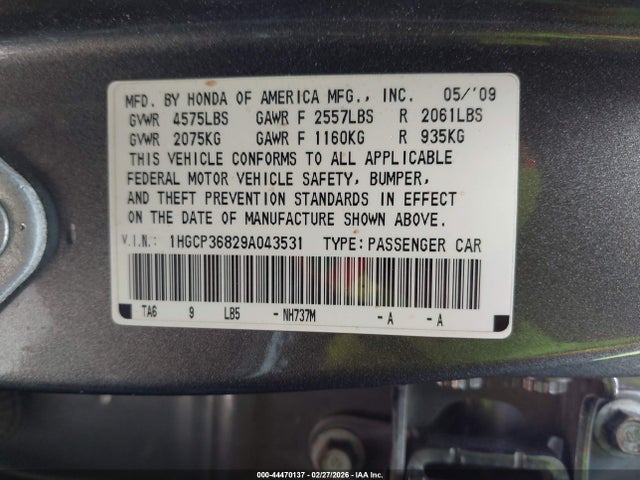 MFD. BY HONDA OF AMERICA MFG., INC. 05/'09
GVWR 4575LBS GAWR F 2557LBS R 2061LBS
GVWR 2075KG GAWR F 1160KG R 935KG
THIS VEHICLE CONFORMS TO ALL APPLICABLE
FEDERAL MOTOR VEHICLE SAFETY, BUMPER,
AND THEFT PREVENTION STANDARDS IN EFFECT
ON THE DATE OF MANUFACTURE SHOWN ABOVE.
V.I.N.: 1HGCP36829A043531 TYPE: PASSENGER CAR
TA6 9 LB5 -NH737M -A -A
000-44470137 - 02/27/2026 - IAAI.COM